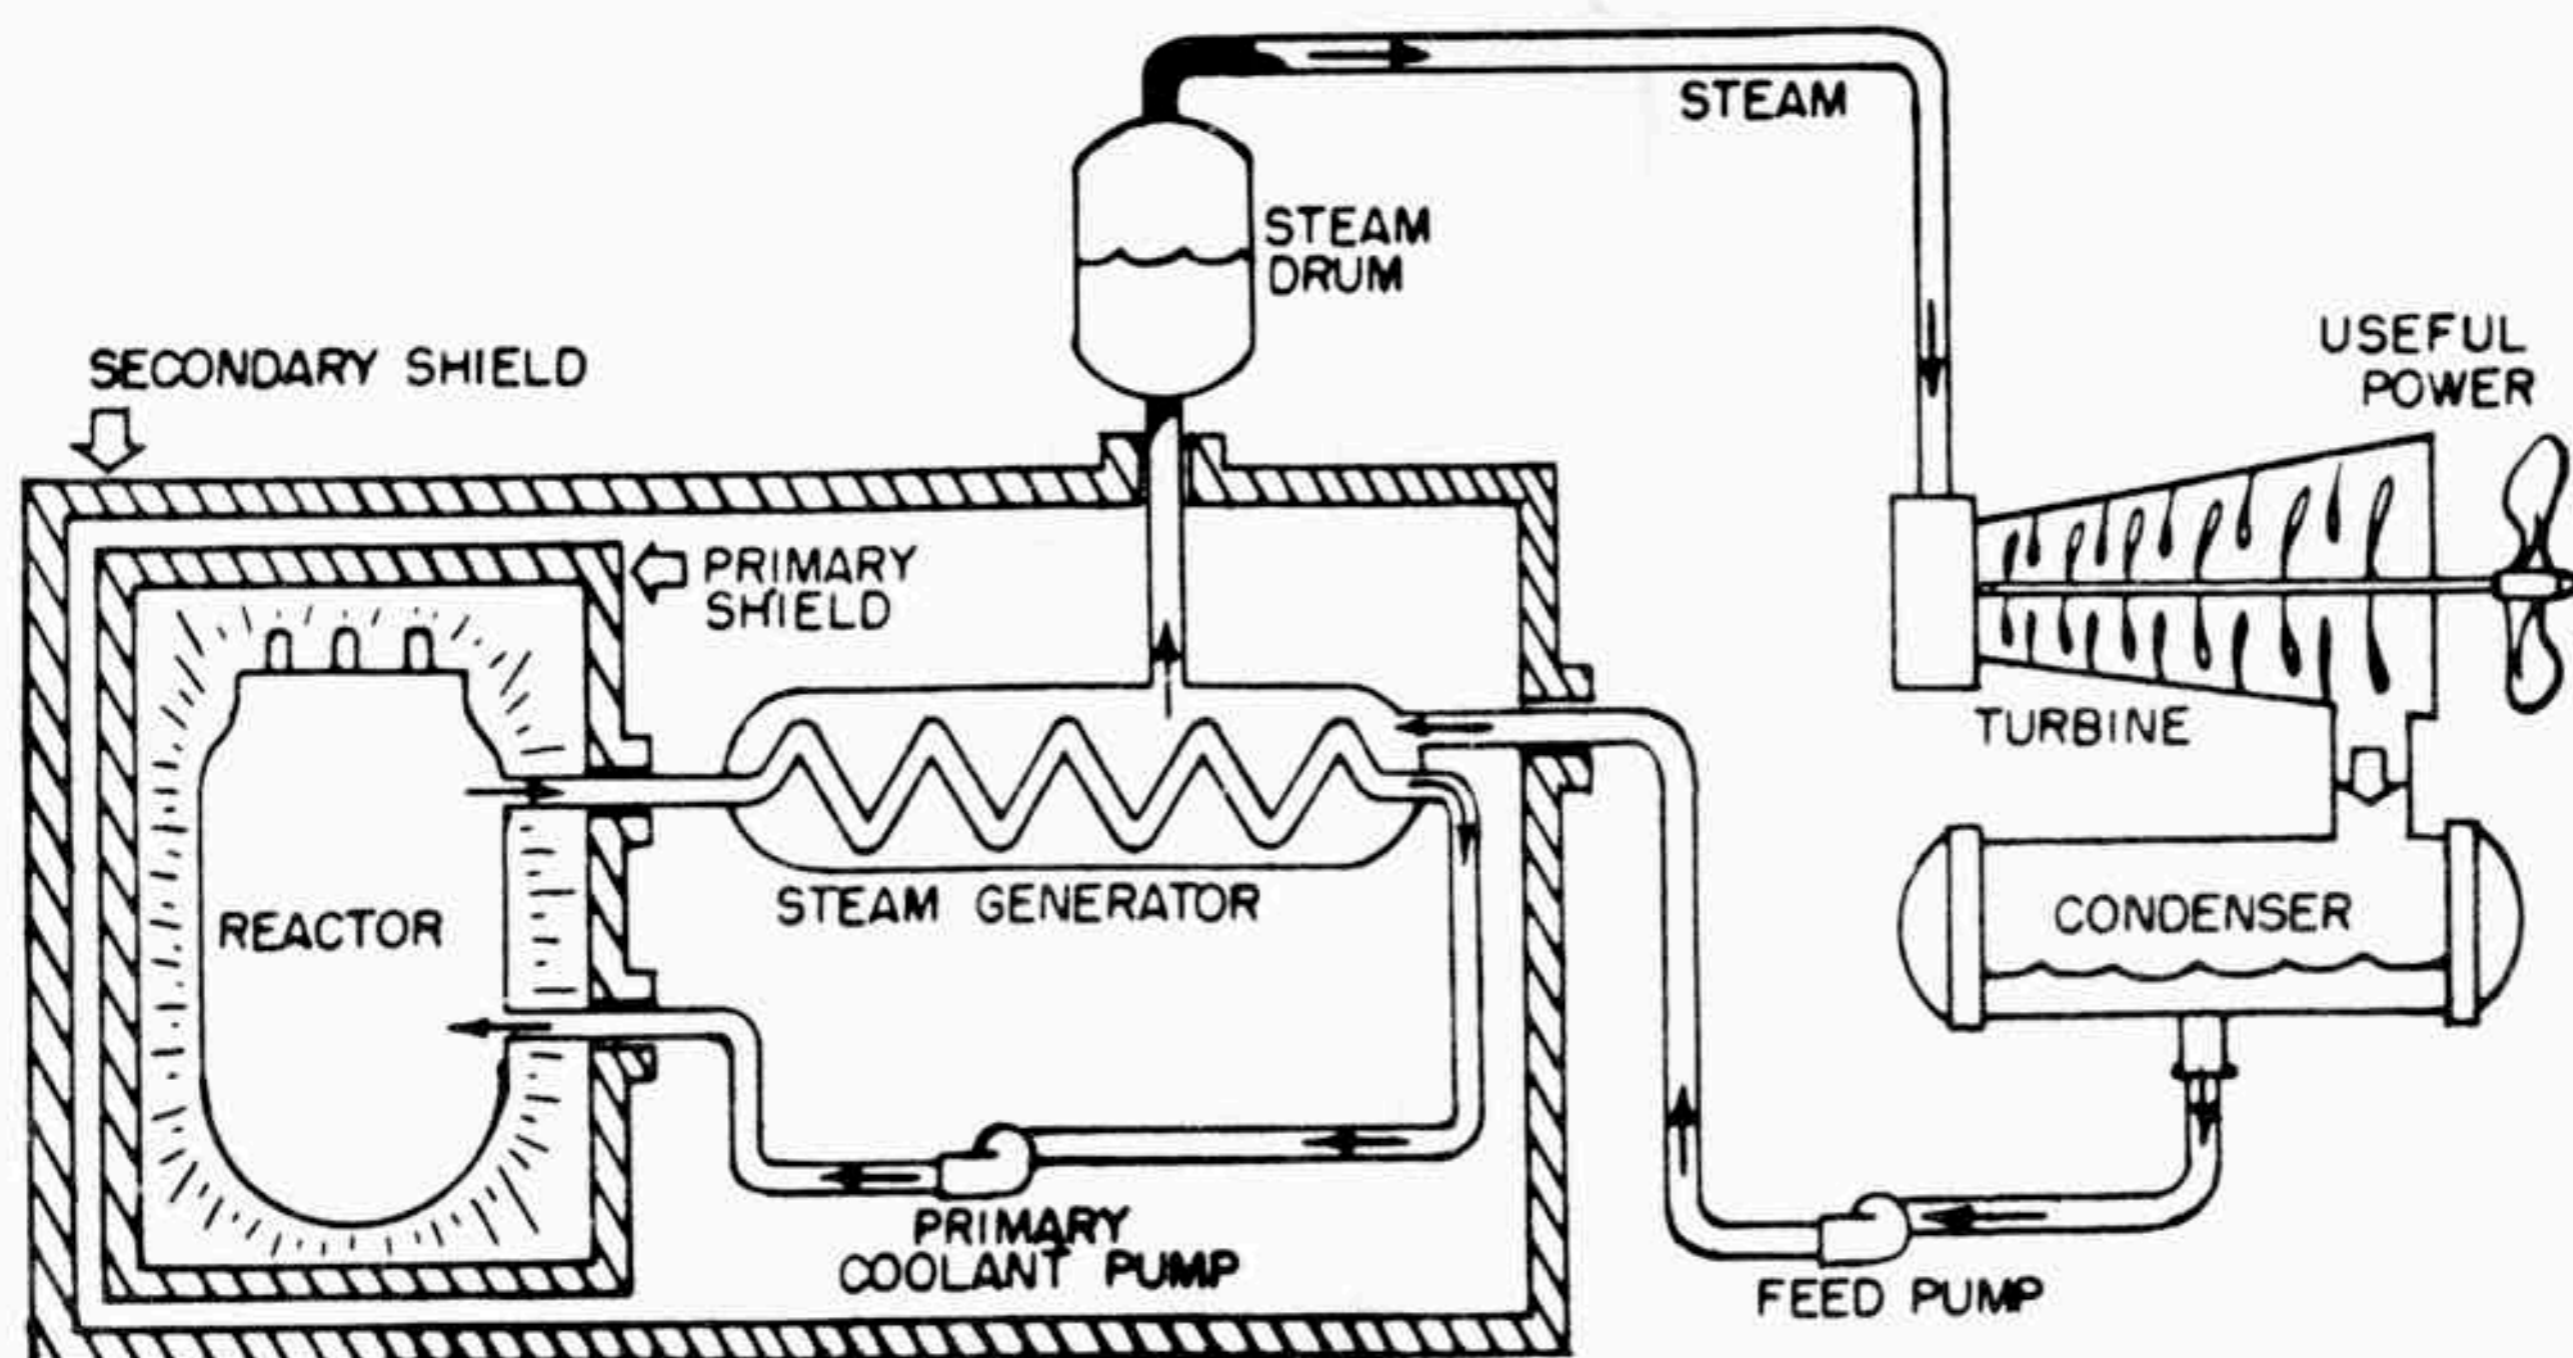 STEAM
STEAM
DRUM
USEFUL
POWER
SECONDARY SHIELD
PRIMARY
SHIELD
TURBINE
STEAM GENERATOR
CONDENSER
REACTOR
PRIMARY
COOLANT PUMP
FEED PUMP